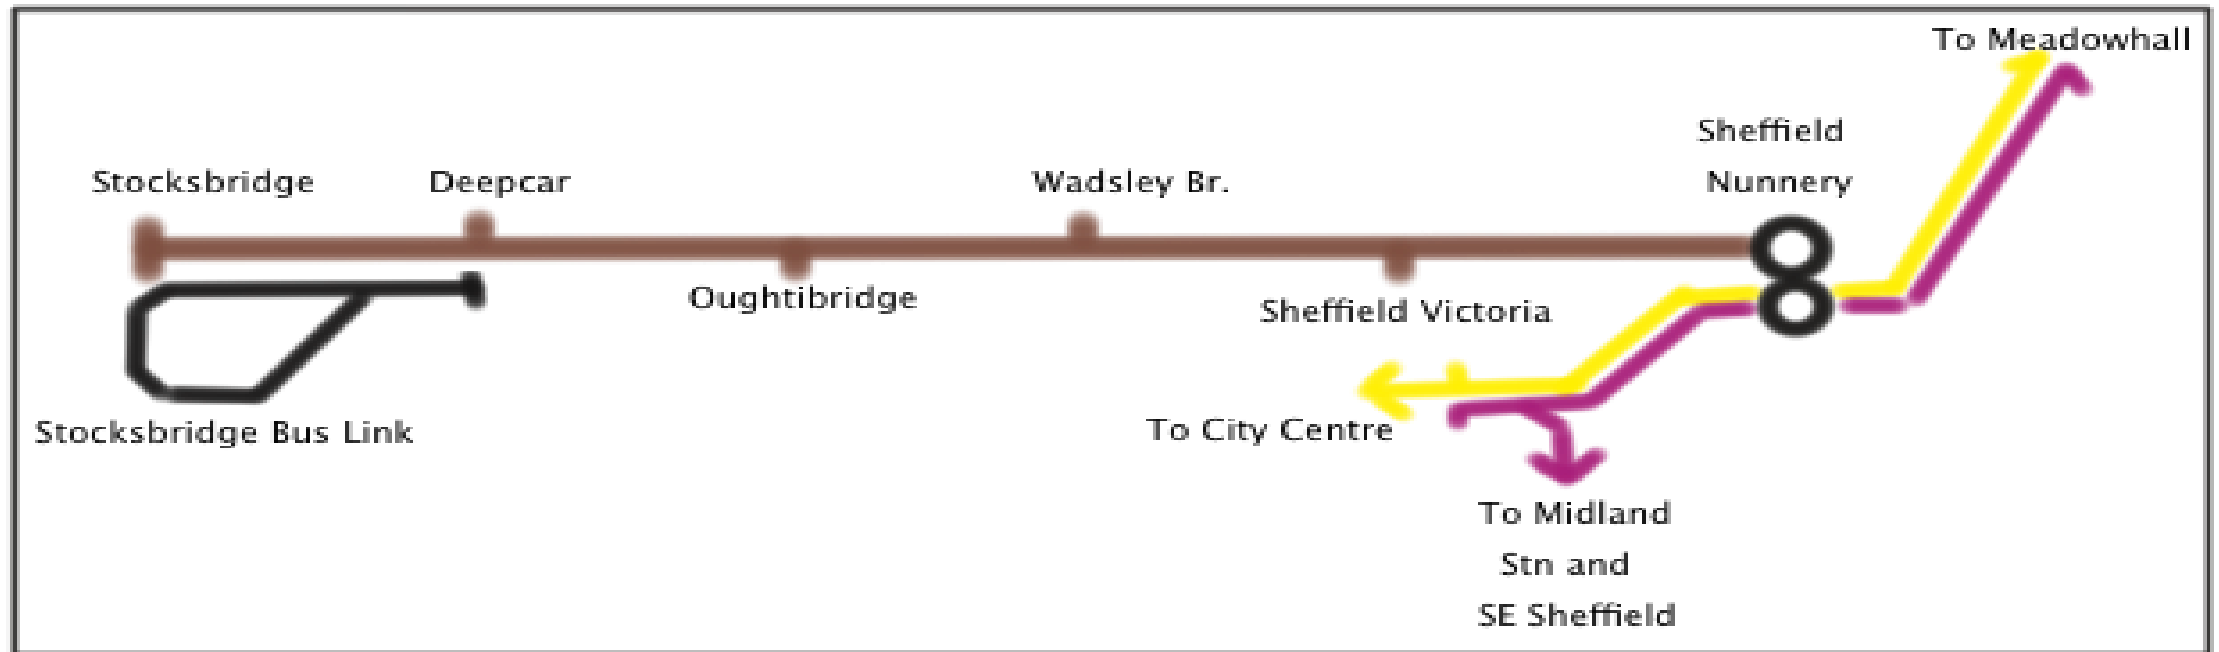 To Meadowhall
Sheffield
Nunnery
Stocksbridge
Deepcar
Wadsley Br.
Oughtibridge
Sheffield Victoria
To City Centre
Stocksbridge Bus Link
To Midland
Stn and
SE Sheffield